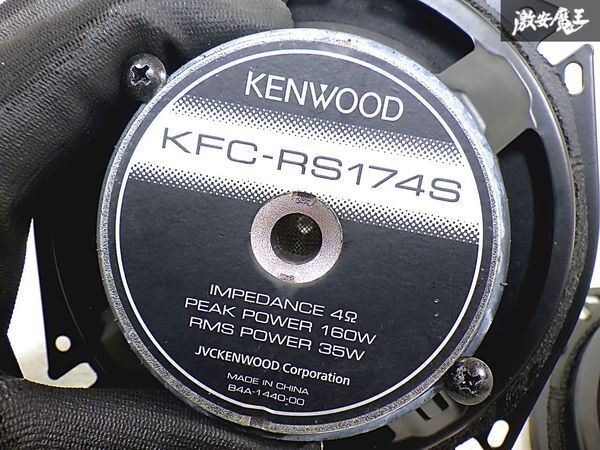 激安魔王
KENWOOD
KFC-RS174S
IMPEDANCE 4Ω
PEAK POWER 160W
RMS POWER 35W
JVCKENWOOD Corporation
MADE IN CHINA
B4A-1440-00